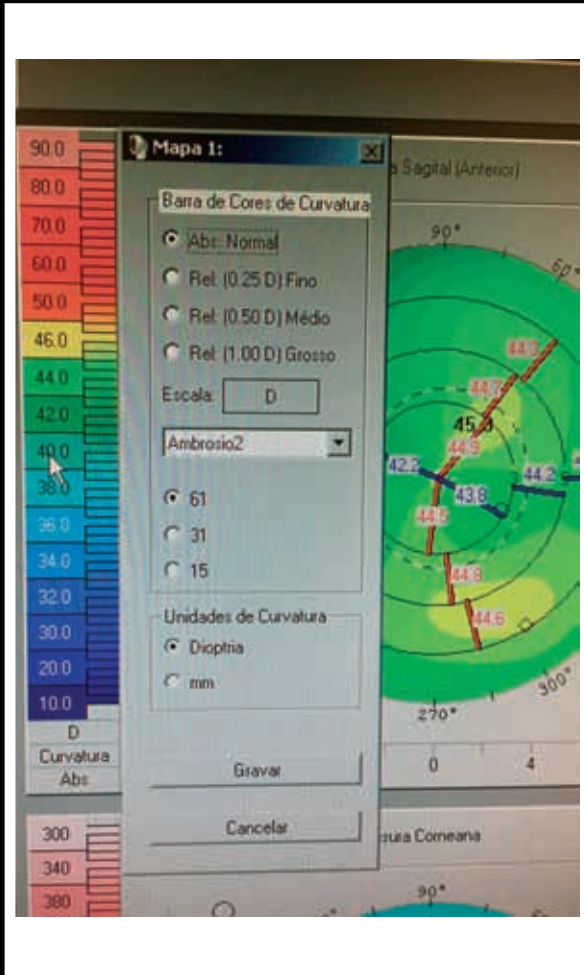 90.0
80.0
70.0
60.0
50.0
46.0
44.0
42.0
40.0
38.0
36.0
34.0
32.0
30.0
20.0
10.0
D
Curvatura
Abs
300
340
380
Mapa 1:
Barra de Cores de Curvatura
Abs: Normal
Rel: (0.25 D) Fino
Rel: (0.50 D) Médio
Rel: (1.00 D) Grosso
Escala: D
Ambrosio2
61
31
15
Unidades de Curvatura
Dioptria
mm
Gravar
Cancelar
Sagital (Anterior)
90°
60°
44.7
44.9
42.2
43.8
44.2
44.5
44.8
44.6
270°
300°
0 4
Corneana
90°